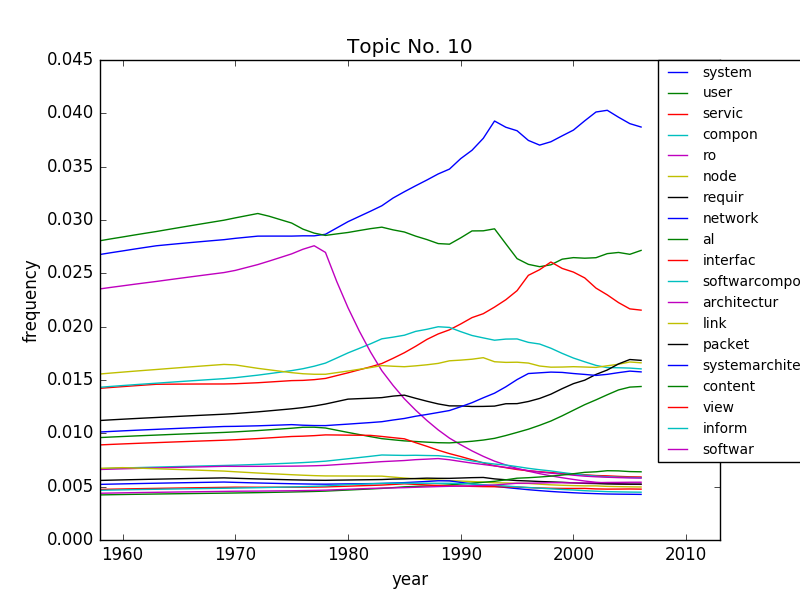 Topic No. 10
0.045
0.040
0.035
0.030
0.025
0.020
0.015
0.010
0.005
0.000
frequency
1960 1970 1980 1990 2000 2010
year
system
user
servic
compon
ro
node
requir
network
al
interfac
softwarecompo
architectur
link
packet
systemarchite
content
view
inform
softwar